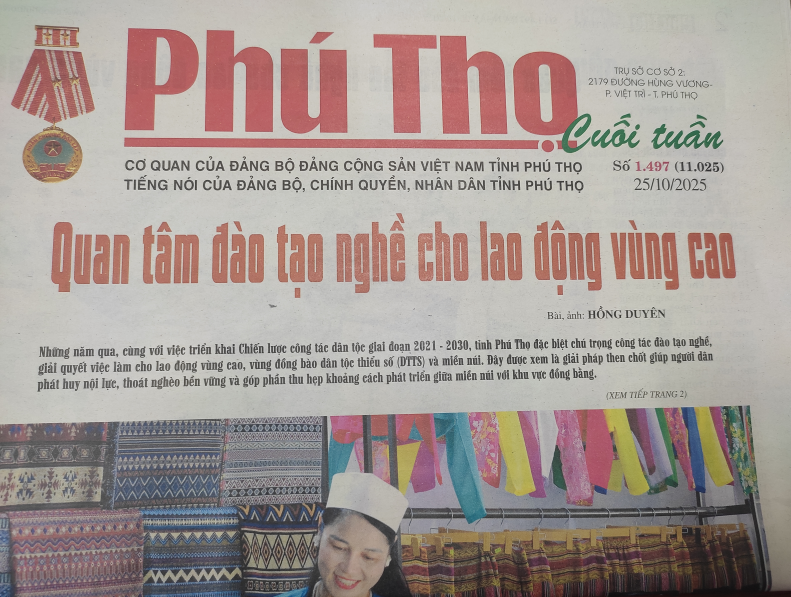 Phú Thọ
Cuối tuần
TRỤ SỞ CƠ SỞ 2:
2179 ĐƯỜNG HÙNG VƯƠNG-
P. VIỆT TRÌ - T. PHÚ THỌ
CƠ QUAN CỦA ĐẢNG BỘ ĐẢNG CỘNG SẢN VIỆT NAM TỈNH PHÚ THỌ
TIẾNG NÓI CỦA ĐẢNG BỘ, CHÍNH QUYỀN, NHÂN DÂN TỈNH PHÚ THỌ
Số 1.497 (11.025)
25/10/2025
Quan tâm đào tạo nghề cho lao động vùng cao
Bài, ảnh: HỒNG DUYÊN
Những năm qua, cùng với việc triển khai Chiến lược công tác dân tộc giai đoạn 2021 - 2030, tỉnh Phú Thọ đặc biệt chú trọng công tác đào tạo nghề,
giải quyết việc làm cho lao động vùng cao, vùng đồng bào dân tộc thiểu số (DTTS) và miền núi. Đây được xem là giải pháp then chốt giúp người dân
phát huy nội lực, thoát nghèo bền vững và góp phần thu hẹp khoảng cách phát triển giữa miền núi với khu vực đồng bằng.
(XEM TIẾP TRANG 2)